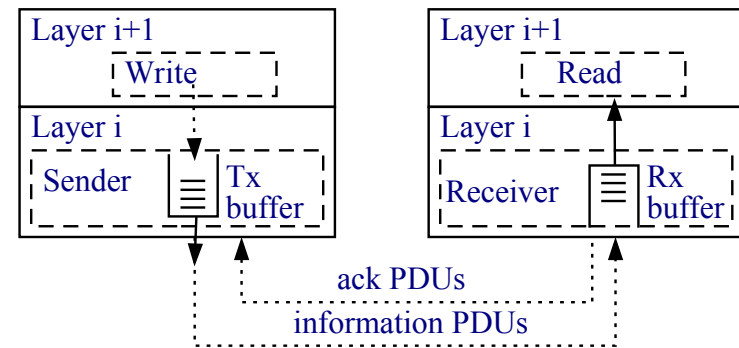 Layer i+1
Write
Layer i
Sender
Tx
buffer
Layer i+1
Read
Layer i
Receiver
Rx
buffer
ack PDUs
information PDUs